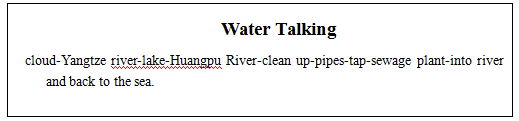 Water Talking
cloud-Yangtze river-lake-Huangpu River-clean up-pipes-tap-sewage plant-into river
and back to the sea.